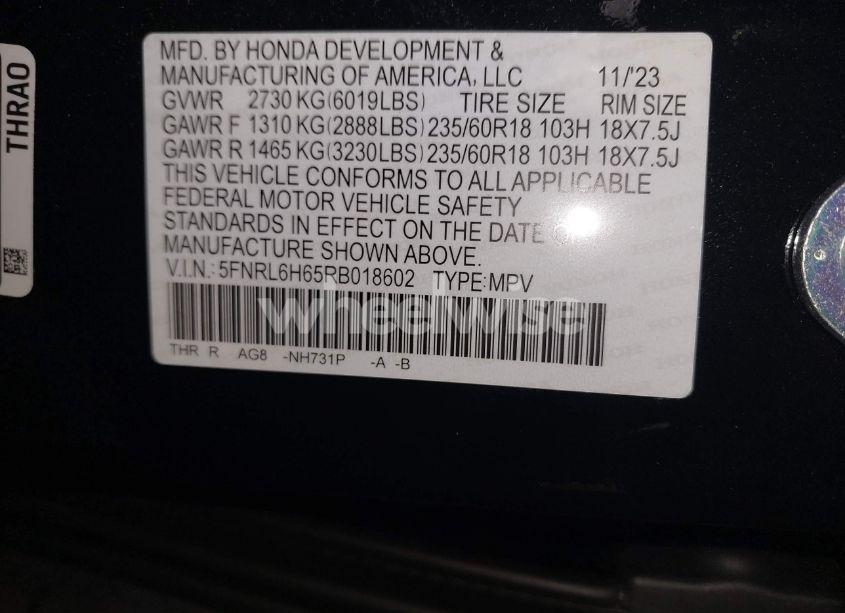 THRAO
MFD. BY HONDA DEVELOPMENT &
MANUFACTURING OF AMERICA, LLC 11/'23
GVWR 2730 KG(6019LBS) TIRE SIZE RIM SIZE
GAWR F 1310 KG(2888LBS) 235/60R18 103H 18X7.5J
GAWR R 1465 KG(3230LBS) 235/60R18 103H 18X7.5J
THIS VEHICLE CONFORMS TO ALL APPLICABLE
FEDERAL MOTOR VEHICLE SAFETY
STANDARDS IN EFFECT ON THE DATE
MANUFACTURE SHOWN ABOVE.
V.I.N.: 5FNRL6H65RB018602 TYPE:MPV
wheelwise
THR R AG8 -NH731P -A -B